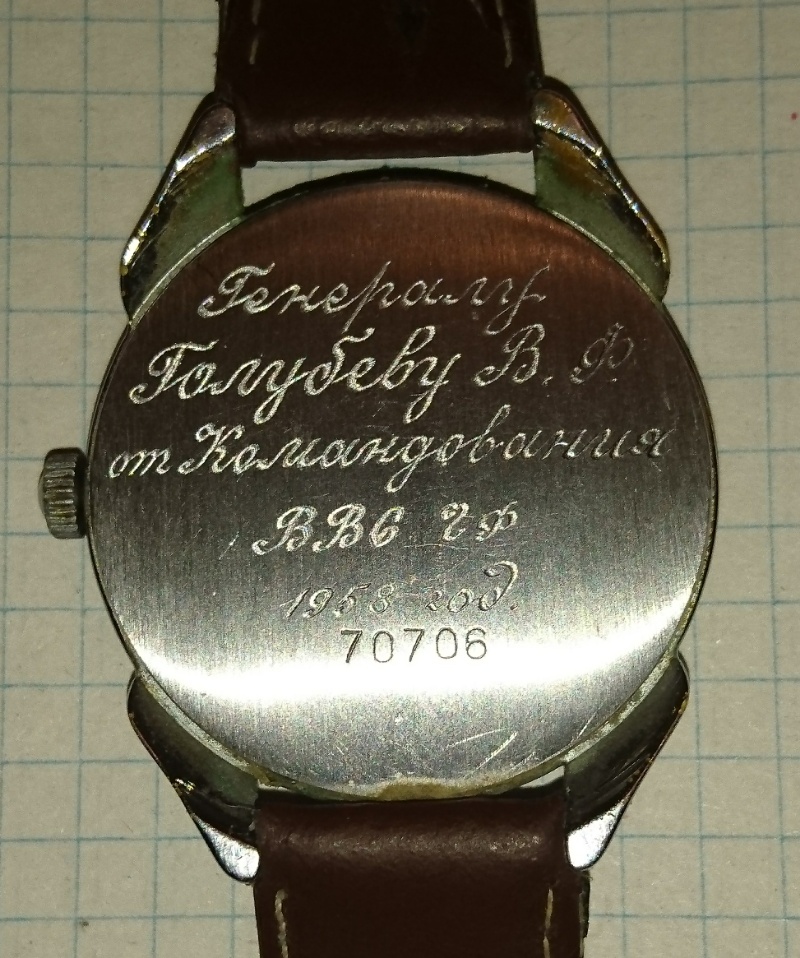 Генералу
Голубеву В. Ф.
от Командования
ВВС ЧФ
1958 год.
70706